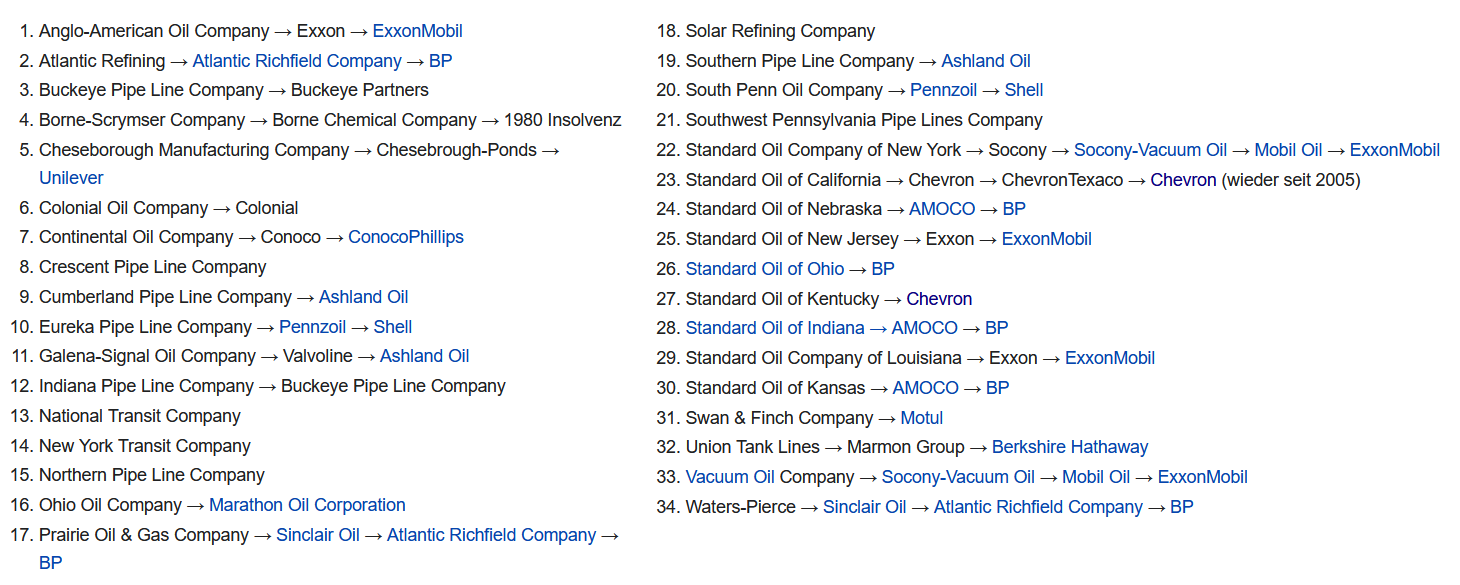 1. Anglo-American Oil Company → Exxon → ExxonMobil
2. Atlantic Refining → Atlantic Richfield Company → BP
3. Buckeye Pipe Line Company → Buckeye Partners
4. Borne-Scrymser Company → Borne Chemical Company → 1980 Insolvenz
5. Cheseborough Manufacturing Company → Chesebrough-Ponds →
Unilever
6. Colonial Oil Company → Colonial
7. Continental Oil Company → Conoco → ConocoPhillips
8. Crescent Pipe Line Company
9. Cumberland Pipe Line Company → Ashland Oil
10. Eureka Pipe Line Company → Pennzoil → Shell
11. Galena-Signal Oil Company → Valvoline → Ashland Oil
12. Indiana Pipe Line Company → Buckeye Pipe Line Company
13. National Transit Company
14. New York Transit Company
15. Northern Pipe Line Company
16. Ohio Oil Company → Marathon Oil Corporation
17. Prairie Oil & Gas Company → Sinclair Oil → Atlantic Richfield Company →
BP
18. Solar Refining Company
19. Southern Pipe Line Company → Ashland Oil
20. South Penn Oil Company → Pennzoil → Shell
21. Southwest Pennsylvania Pipe Lines Company
22. Standard Oil Company of New York → Socony → Socony-Vacuum Oil → Mobil Oil → ExxonMobil
23. Standard Oil of California → Chevron → ChevronTexaco → Chevron (wieder seit 2005)
24. Standard Oil of Nebraska → AMOCO → BP
25. Standard Oil of New Jersey → Exxon → ExxonMobil
26. Standard Oil of Ohio → BP
27. Standard Oil of Kentucky → Chevron
28. Standard Oil of Indiana → AMOCO → BP
29. Standard Oil Company of Louisiana → Exxon → ExxonMobil
30. Standard Oil of Kansas → AMOCO → BP
31. Swan & Finch Company → Motul
32. Union Tank Lines → Marmon Group → Berkshire Hathaway
33. Vacuum Oil Company → Socony-Vacuum Oil → Mobil Oil → ExxonMobil
34. Waters-Pierce → Sinclair Oil → Atlantic Richfield Company → BP